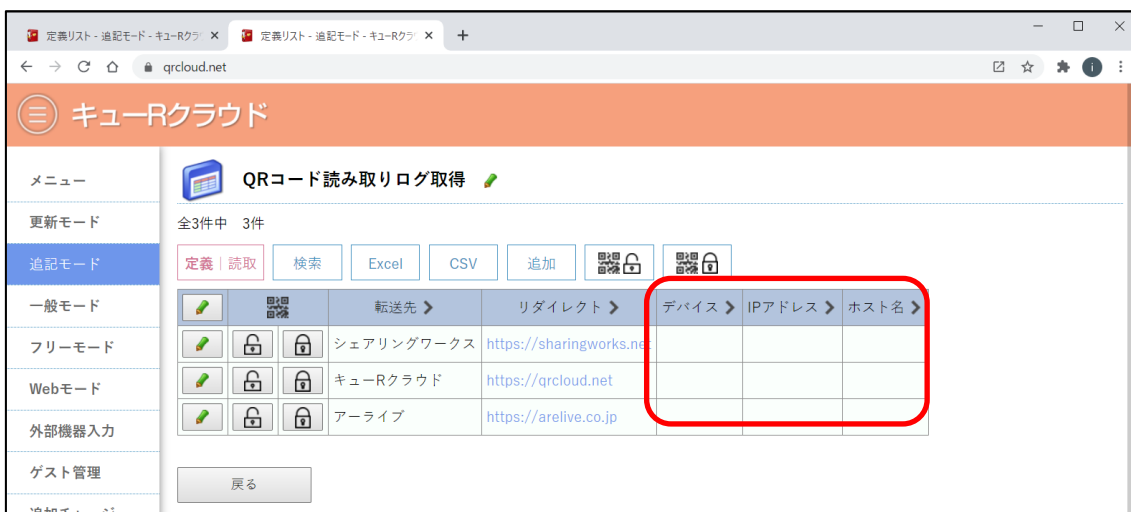 定義リスト - 追記モード - キューRクラ 定義リスト - 追記モード - キューRクラ
qrcloud.net i
キューRクラウド
メニュー
更新モード
追記モード
一般モード
フリーモード
Webモード
外部機器入力
ゲスト管理
QRコード読み取りログ取得
全3件中 3件
定義|読取 検索 Excel CSV 追加
転送先 リダイレクト デバイス IPアドレス ホスト名
シェアリングワークス https://sharingworks.net
キューRクラウド https://qrcloud.net
アーライブ https://arelive.co.jp
戻る